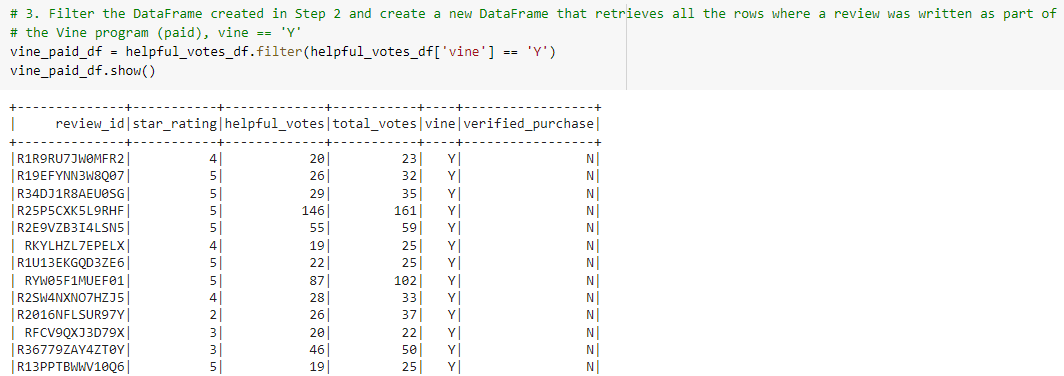 # 3. Filter the DataFrame created in Step 2 and create a new DataFrame that retrieves all the rows where a review was written as part of
# the Vine program (paid), vine == 'Y'
vine_paid_df = helpful_votes_df.filter(helpful_votes_df['vine'] == 'Y')
vine_paid_df.show()
+--------------+-----------+-------------+-----------+----+-----------------+
|     review_id|star_rating|helpful_votes|total_votes|vine|verified_purchase|
+--------------+-----------+-------------+-----------+----+-----------------+
|R1R9RU7JW0MFR2|          4|           20|         23|   Y|                N|
|R19EFYNN3W8Q07|          5|           26|         32|   Y|                N|
|R34DJ1R8AEU0SG|          5|           29|         35|   Y|                N|
|R25P5CXK5L9RHF|          5|          146|        161|   Y|                N|
|R2E9VZB3I4LSN5|          5|           55|         59|   Y|                N|
| RKYLHZL7EPELX|          4|           19|         25|   Y|                N|
|R1U13EKGQD3ZE6|          5|           22|         25|   Y|                N|
| RYW05F1MUEF01|          5|           87|        102|   Y|                N|
|R2SW4NXNO7HZJ5|          4|           28|         33|   Y|                N|
|R2016NFLSUR97Y|          2|           26|         37|   Y|                N|
| RFCV9QXJ3D79X|          3|           20|         22|   Y|                N|
|R36779ZAY4ZT0Y|          3|           46|         50|   Y|                N|
|R13PPTBWWV10Q6|          5|           19|         25|   Y|                N|